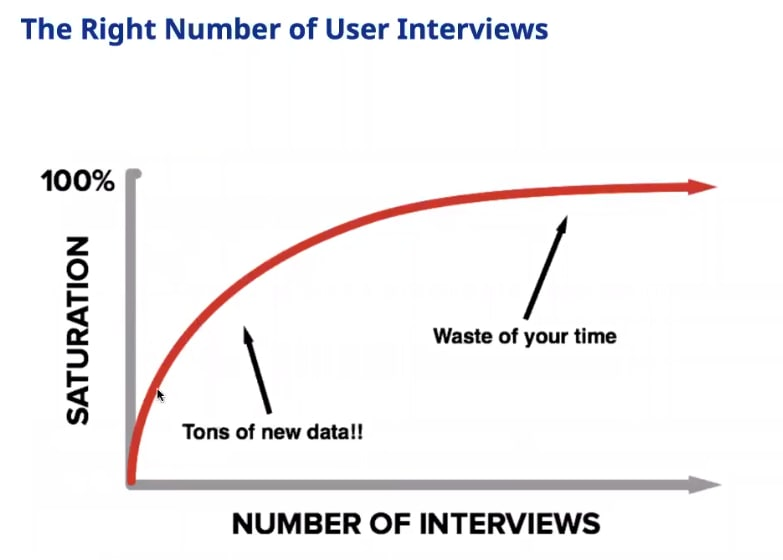 The Right Number of User Interviews
100%
SATURATION
Waste of your time
Tons of new data!!
NUMBER OF INTERVIEWS